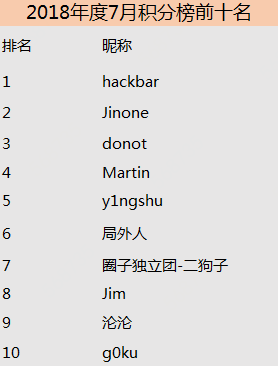 2018年度7月积分榜前十名
排名 昵称
1 hackbar
2 Jinone
3 donot
4 Martin
5 y1ngshu
6 局外人
7 圈子独立团-二狗子
8 Jim
9 沦沦
10 g0ku